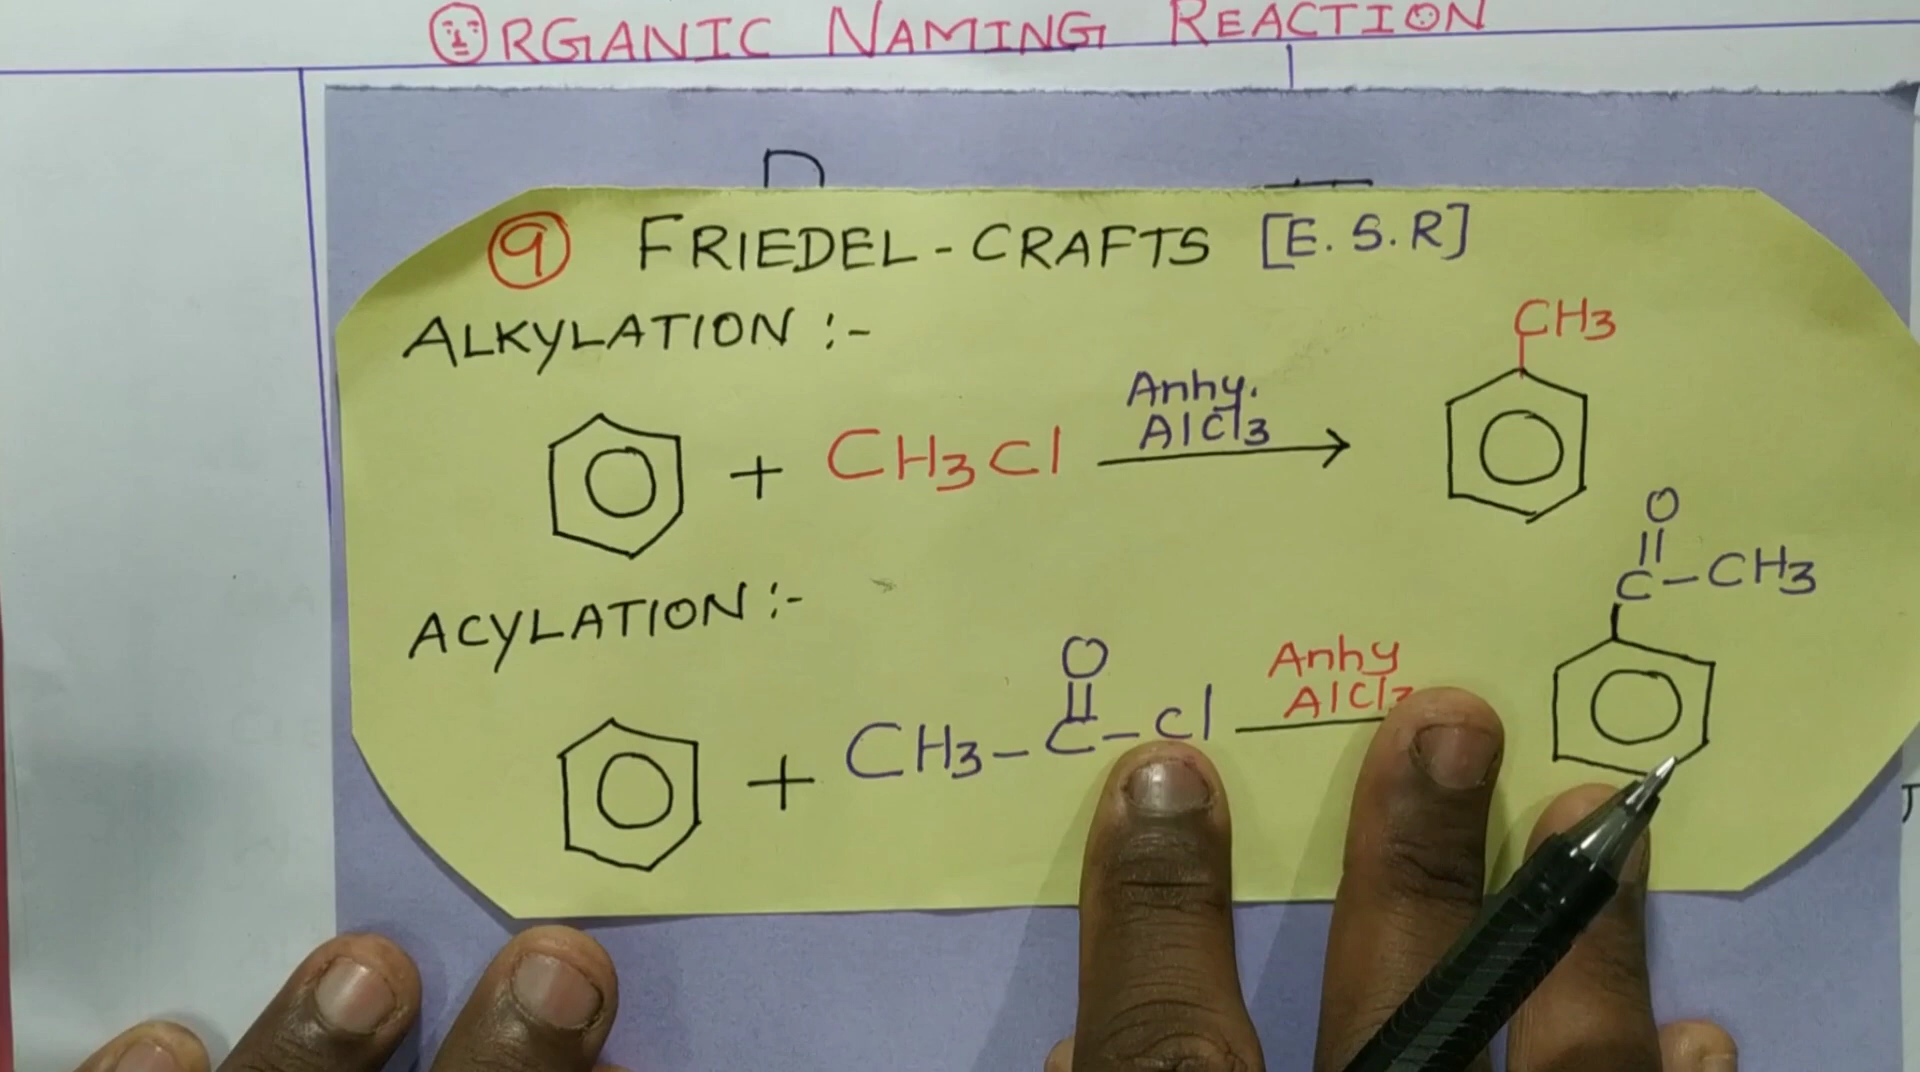 ORGANIC NAMING REACTION
9 FRIEDEL-CRAFTS [E.S.R]
ALKYLATION :-
CH3
Anhy.
AlCl3
+ CH3Cl
O
C-CH3
ACYLATION :-
O
Anhy
AlCl3
+ CH3-C-Cl